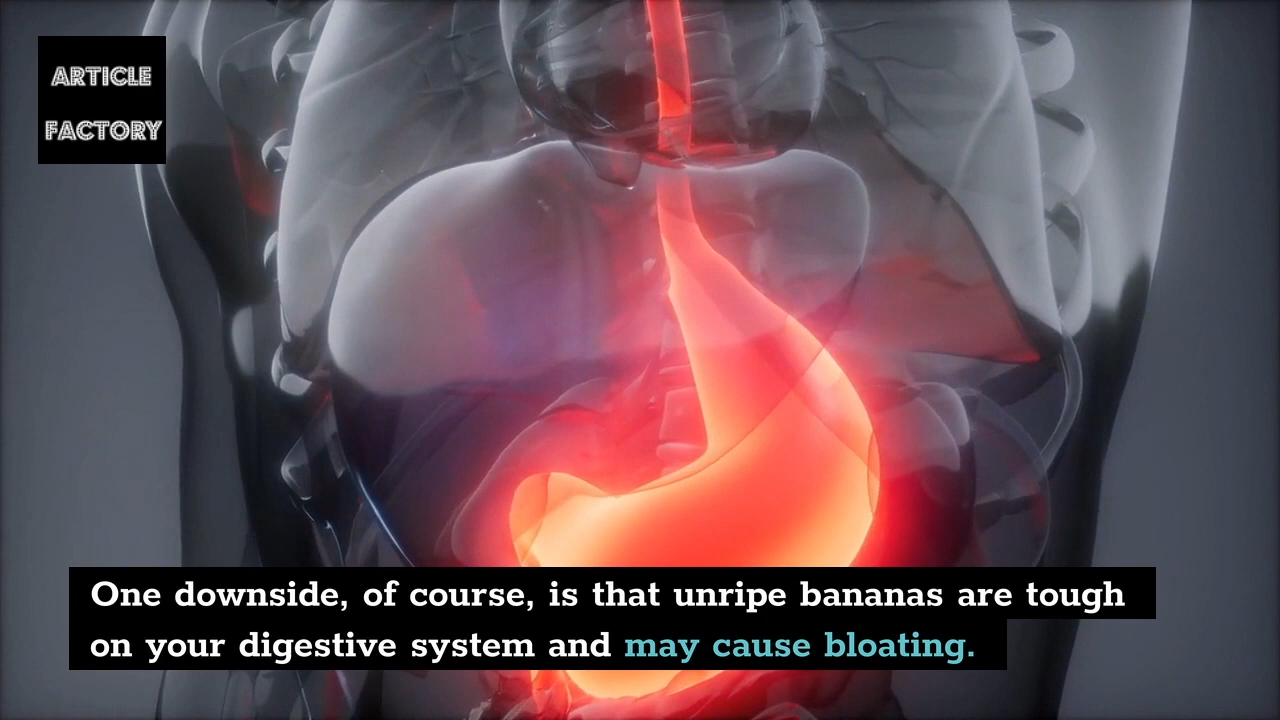 ARTICLE
FACTORY
One downside, of course, is that unripe bananas are tough
on your digestive system and may cause bloating.